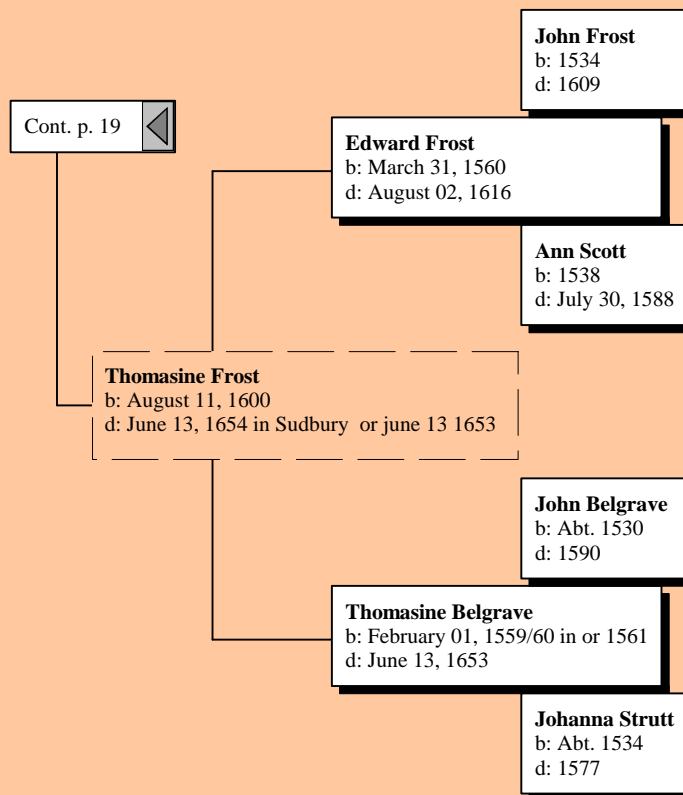 John Frost
b: 1534
d: 1609
Cont. p. 19
Edward Frost
b: March 31, 1560
d: August 02, 1616
Ann Scott
b: 1538
d: July 30, 1588
Thomasine Frost
b: August 11, 1600
d: June 13, 1654 in Sudbury or june 13 1653
John Belgrave
b: Abt. 1530
d: 1590
Thomasine Belgrave
b: February 01, 1559/60 in or 1561
d: June 13, 1653
Johanna Strutt
b: Abt. 1534
d: 1577